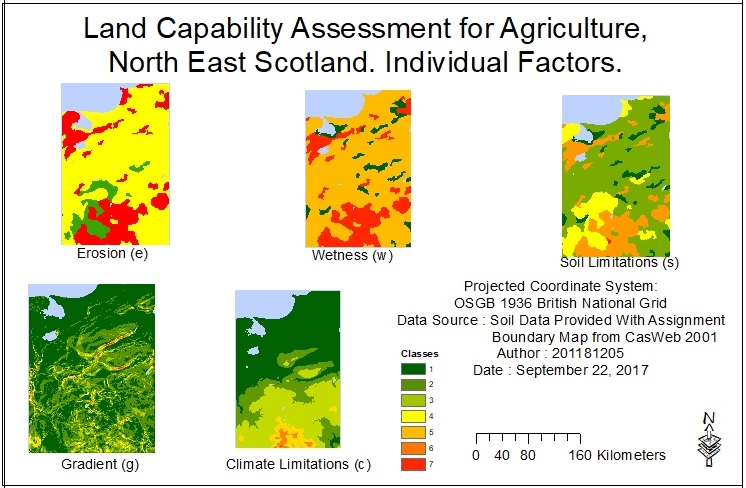 Land Capability Assessment for Agriculture,
North East Scotland. Individual Factors.
Erosion (e)
Wetness (w)
Soil Limitations (s)
Gradient (g)
Climate Limitations (c)
Projected Coordinate System:
OSGB 1936 British National Grid
Data Source : Soil Data Provided With Assignment
Boundary Map from CasWeb 2001
Author : 201181205
Date : September 22, 2017
Classes
1
2
3
4
5
6
7
0 40 80 160 Kilometers
N